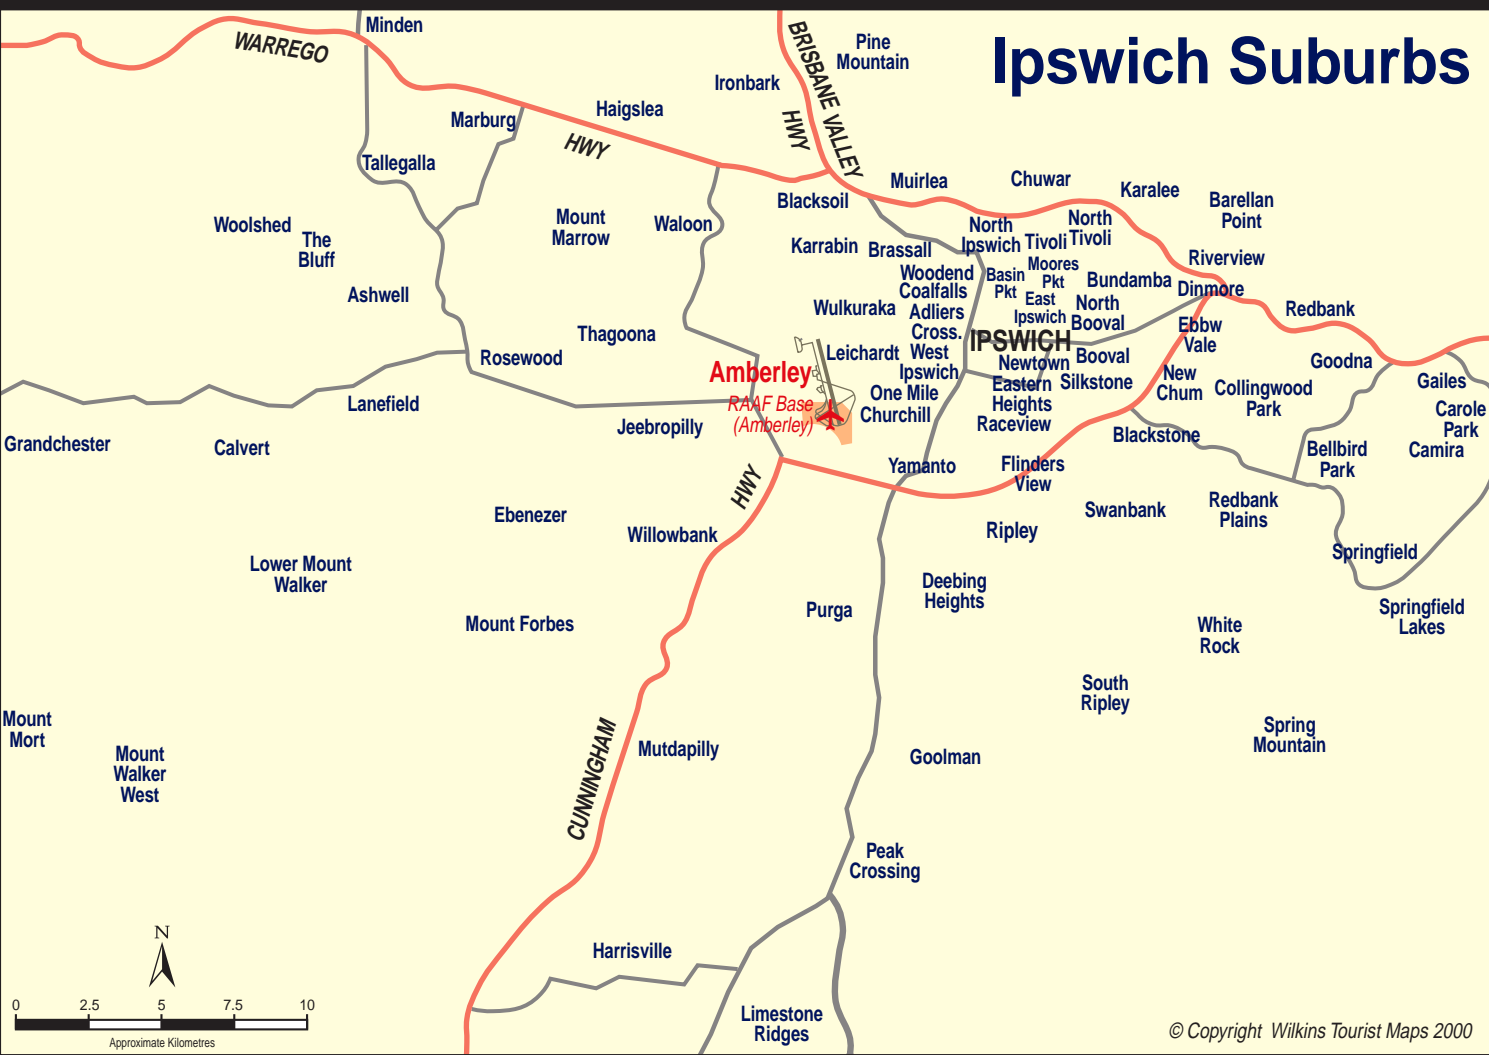 Minden
WARREGO
HWY
BRISBANE VALLEY
HWY
Pine
Mountain
Ipswich Suburbs
Ironbark
Haigslea
Marburg
Tallegalla
Muirlea
Chuwar
Karalee
Barellan
Point
Blacksoil
Woolshed
The
Bluff
Mount
Marrow
Waloon
Karrabin
Brassall
North
Ipswich
Tivoli
North
Tivoli
Riverview
Woodend
Coalfalls
Basin
Pkt
Moores
Pkt
Bundamba
Dinmore
Ashwell
Wulkuraka
Adliers
Cross.
East
Ipswich
North
Booval
Redbank
Ebbw
Vale
Thagoona
Rosewood
Leichardt
West
Ipswich
IPSWICH
Newtown
Booval
Goodna
Amberley
RAAF Base
(Amberley)
One Mile
Churchill
Eastern
Heights
Raceview
Silkstone
New
Chum
Collingwood
Park
Gailes
Carole
Park
Camira
Lanefield
Grandchester
Calvert
Jeebropilly
Blackstone
Bellbird
Park
Yamanto
Flinders
View
HWY
Ebenezer
Willowbank
Ripley
Swanbank
Redbank
Plains
Springfield
Lower Mount
Walker
Deebing
Heights
Mount Forbes
Purga
White
Rock
Springfield
Lakes
South
Ripley
Mount
Mort
Mount
Walker
West
CUNNINGHAM
Mutdapilly
Goolman
Spring
Mountain
Peak
Crossing
N
Harrisville
0 2.5 5 7.5 10
Approximate Kilometres
Limestone
Ridges
© Copyright Wilkins Tourist Maps 2000